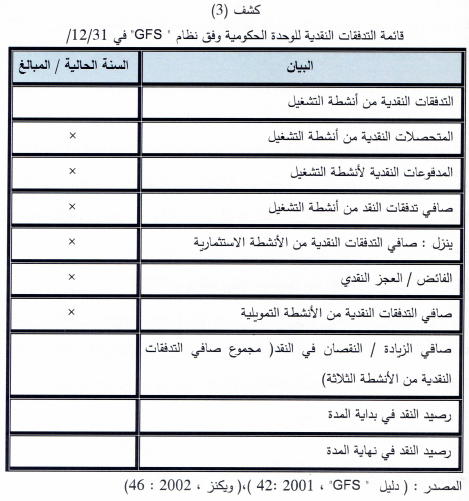 كشف (3)
قائمة التدفقات النقدية للوحدة الحكومية وفق نظام " GFS" في 12/31/
البيان
السنة الحالية / المبالغ
التدفقات النقدية من أنشطة التشغيل
المتحصلات النقدية من أنشطة التشغيل ×
المدفوعات النقدية لأنشطة التشغيل ×
صافي تدفقات النقد من أنشطة التشغيل ×
ينزل : صافي التدفقات النقدية من الأنشطة الاستثمارية ×
الفائض / العجز النقدي ×
صافي التدفقات النقدية من الأنشطة التمويلية ×
صافي الزيادة / النقصان في النقد( مجموع صافي التدفقات
النقدية من الأنشطة الثلاثة)
رصيد النقد في بداية المدة
رصيد النقد في نهاية المدة
المصدر : ( دليل " GFS" ، 2001 :42 )،( ويكنز ، 2002 : 46)